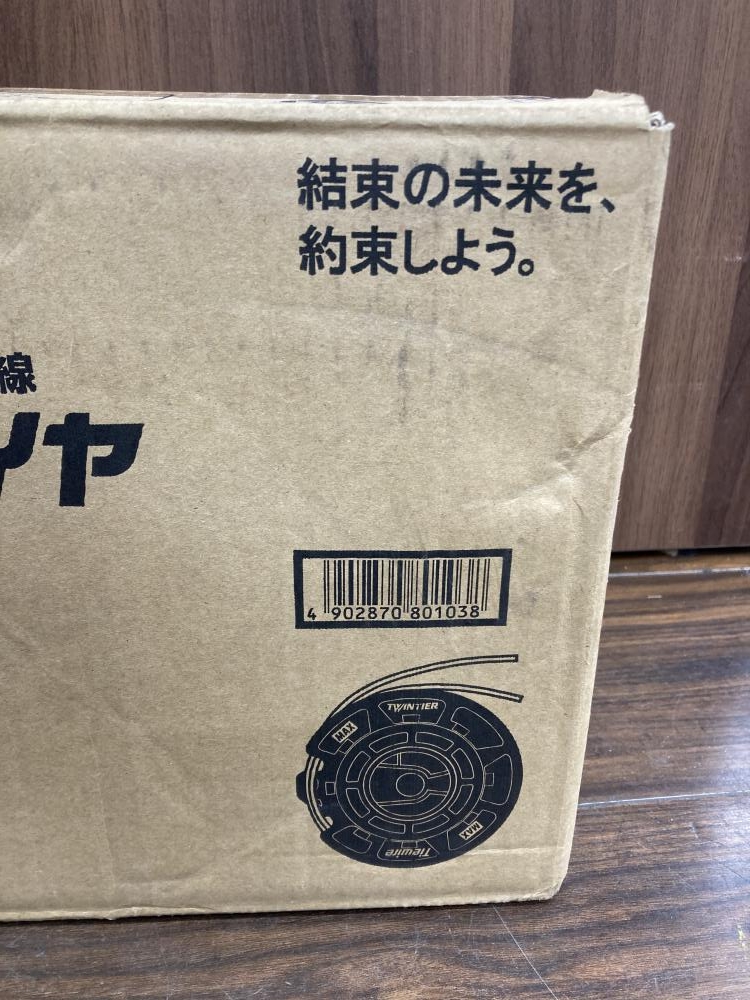 結束の未来を、
約束しよう。
線
イヤ
4 902870 801038
TWINTIER
MAX
MAX
Tiewire